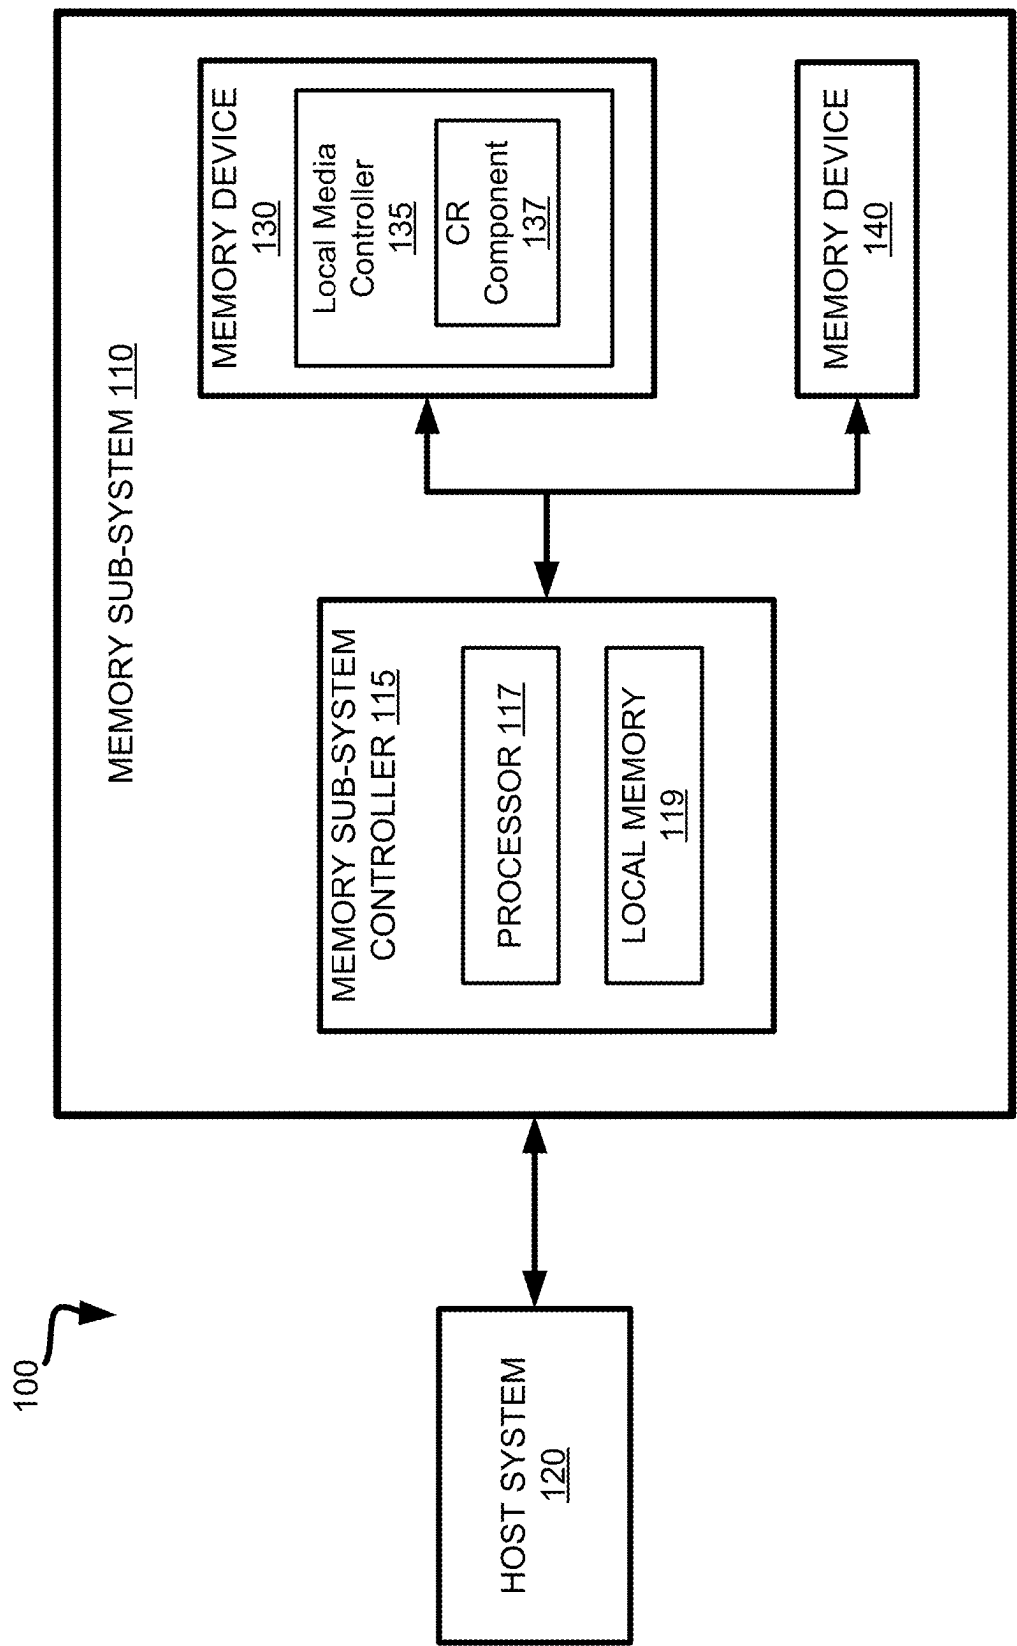 100
HOST SYSTEM
120
MEMORY SUB-SYSTEM 110
MEMORY SUB-SYSTEM
CONTROLLER 115
PROCESSOR 117
LOCAL MEMORY
119
MEMORY DEVICE
130
Local Media
Controller
135
CR
Component
137
MEMORY DEVICE
140